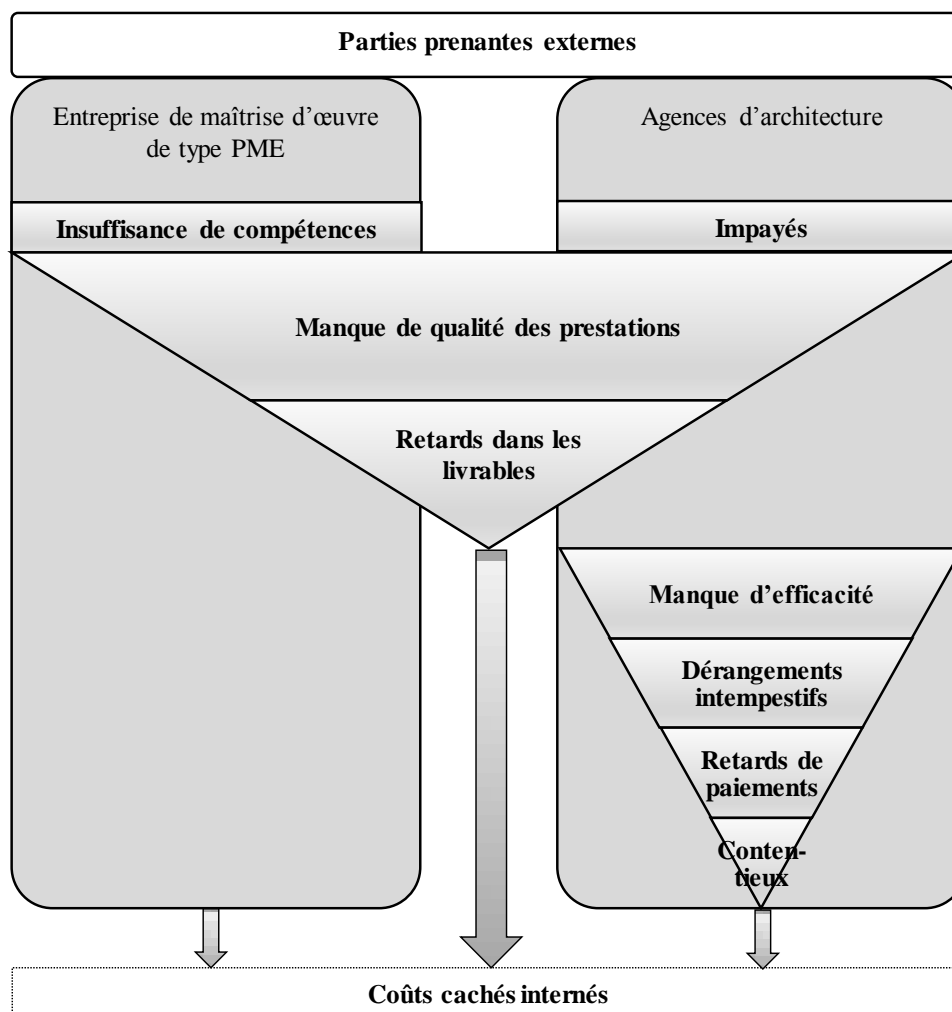 Parties prenantes externes
Entreprise de maîtrise d’œuvre
de type PME
Agences d’architecture
Insuffisance de compétences
Impayés
Manque de qualité des prestations
Retards dans les
livrables
Manque d’efficacité
Dérangements
intempestifs
Retards de
paiements
Conten-
tieux
Coûts cachés internés